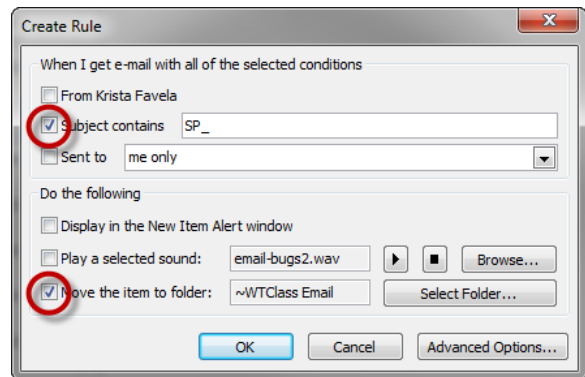 Create Rule
When I get e-mail with all of the selected conditions
From Krista Favela
Subject contains SP_
Sent to me only
Do the following
Display in the New Item Alert window
Play a selected sound: email-bugs2.wav Browse...
Move the item to folder: ~WTClass Email Select Folder...
OK Cancel Advanced Options...